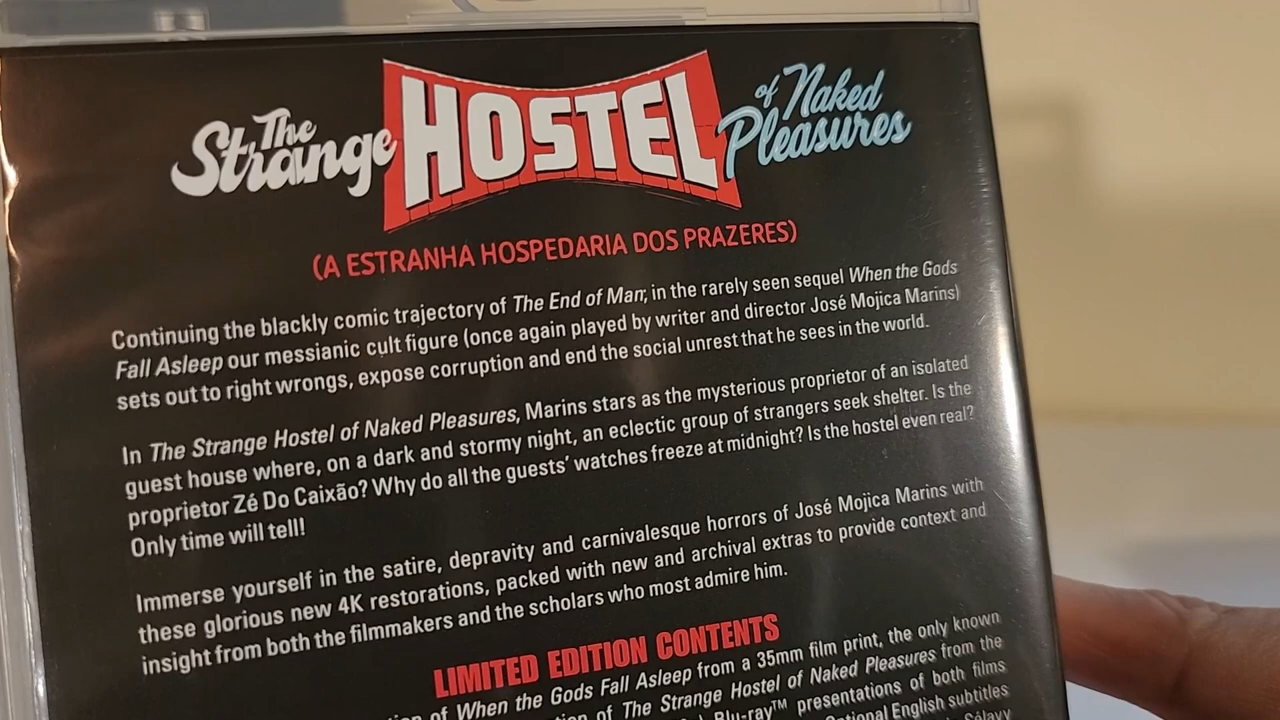 The Strange HOSTEL of Naked Pleasures
(A ESTRANHA HOSPEDARIA DOS PRAZERES)
Continuing the blackly comic trajectory of The End of Man, in the rarely seen sequel When the Gods
Fall Asleep our messianic cult figure (once again played by writer and director José Mojica Marins)
sets out to right wrongs, expose corruption and end the social unrest that he sees in the world.
In The Strange Hostel of Naked Pleasures, Marins stars as the mysterious proprietor of an isolated
guest house where, on a dark and stormy night, an eclectic group of strangers seek shelter. Is the
proprietor Zé Do Caixão? Why do all the guests' watches freeze at midnight? Is the hostel even real?
Only time will tell!
Immerse yourself in the satire, depravity and carnivalesque horrors of José Mojica Marins with
these glorious new 4K restorations, packed with new and archival extras to provide context and
insight from both the filmmakers and the scholars who most admire him.
LIMITED EDITION CONTENTS
of When the Gods Fall Asleep from a 35mm film print, the only known
of The Strange Hostel of Naked Pleasures from the
Blu-ray™ presentations of both films
Optional English subtitles
Sélavy